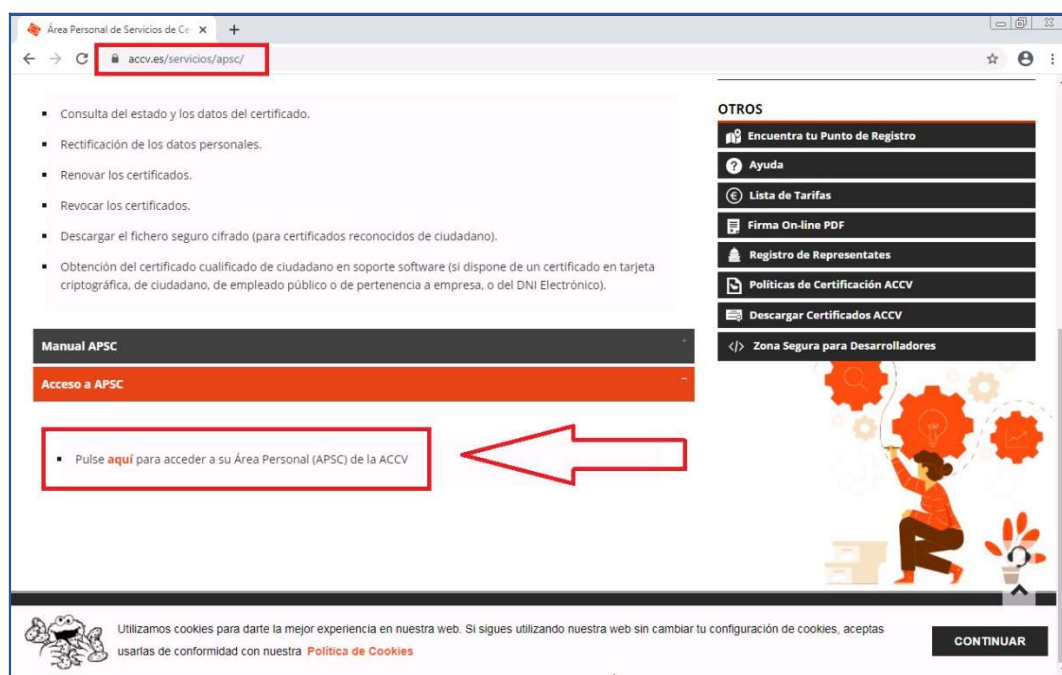 Área Personal de Servicios de Ce
accv.es/servicios/apsc/
Consulta del estado y los datos del certificado.
Rectificación de los datos personales.
Renovar los certificados.
Revocar los certificados.
Descargar el fichero seguro cifrado (para certificados reconocidos de ciudadano).
Obtención del certificado cualificado de ciudadano en soporte software (si dispone de un certificado en tarjeta
criptográfica, de ciudadano, de empleado público o de pertenencia a empresa, o del DNI Electrónico).
Manual APSC
Acceso a APSC
Pulse aquí para acceder a su Área Personal (APSC) de la ACCV
OTROS
Encuentra tu Punto de Registro
Ayuda
Lista de Tarifas
Firma On-line PDF
Registro de Representates
Políticas de Certificación ACCV
Descargar Certificados ACCV
Zona Segura para Desarrolladores
Utilizamos cookies para darte la mejor experiencia en nuestra web. Si sigues utilizando nuestra web sin cambiar tu configuración de cookies, aceptas
usarlas de conformidad con nuestra Política de Cookies
CONTINUAR